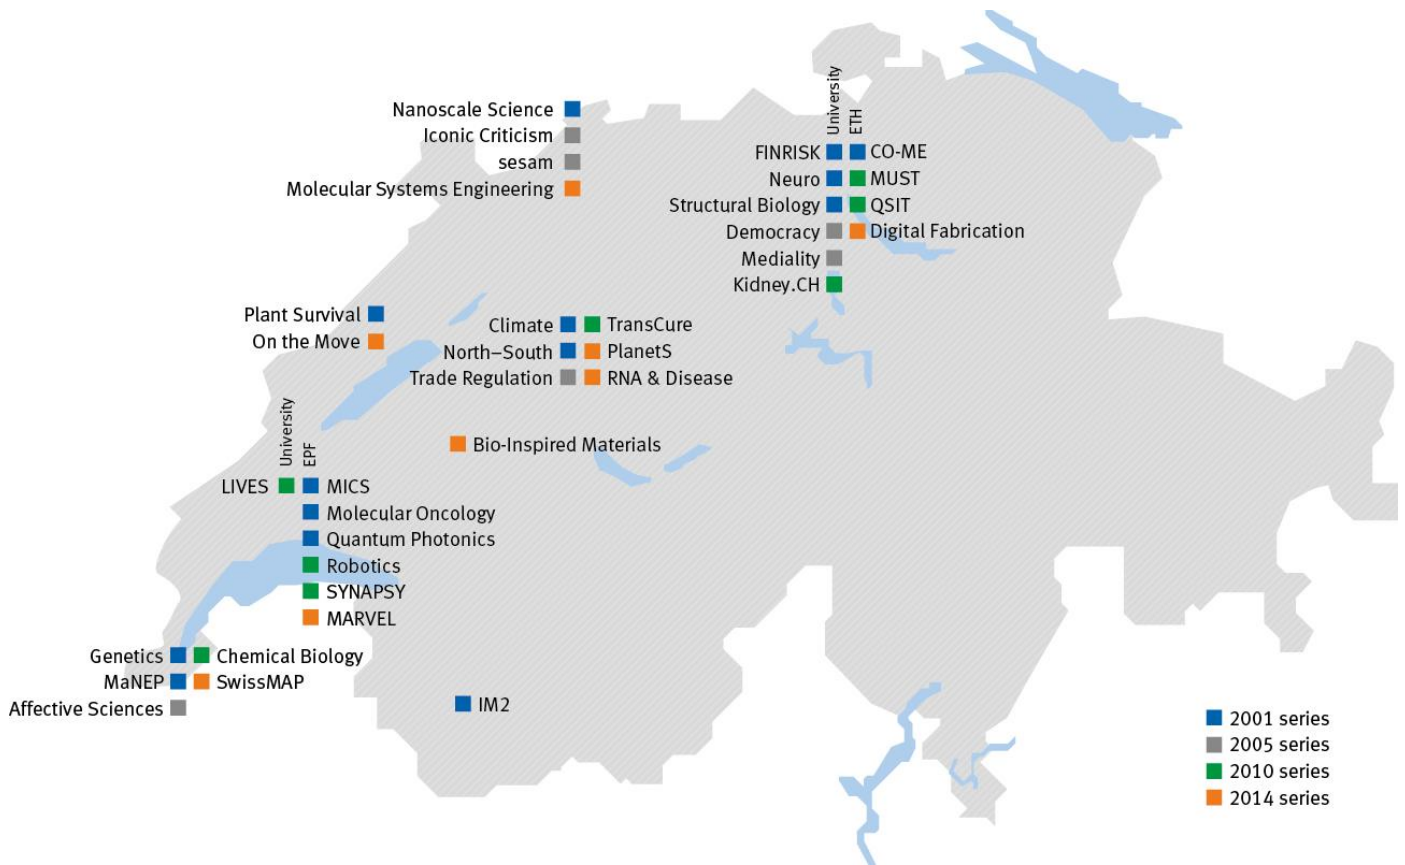 Nanoscale Science
Iconic Criticism
sesam
Molecular Systems Engineering
University
ETH
FINRISK CO-ME
Neuro MUST
Structural Biology QSIT
Democracy Digital Fabrication
Mediality
Kidney.CH
Plant Survival
On the Move
Climate TransCure
North–South PlanetS
Trade Regulation RNA & Disease
Bio-Inspired Materials
University
EPF
LIVES MICS
Molecular Oncology
Quantum Photonics
Robotics
SYNAPSY
MARVEL
Genetics Chemical Biology
MaNEP SwissMAP
Affective Sciences
IM2
2001 series
2005 series
2010 series
2014 series